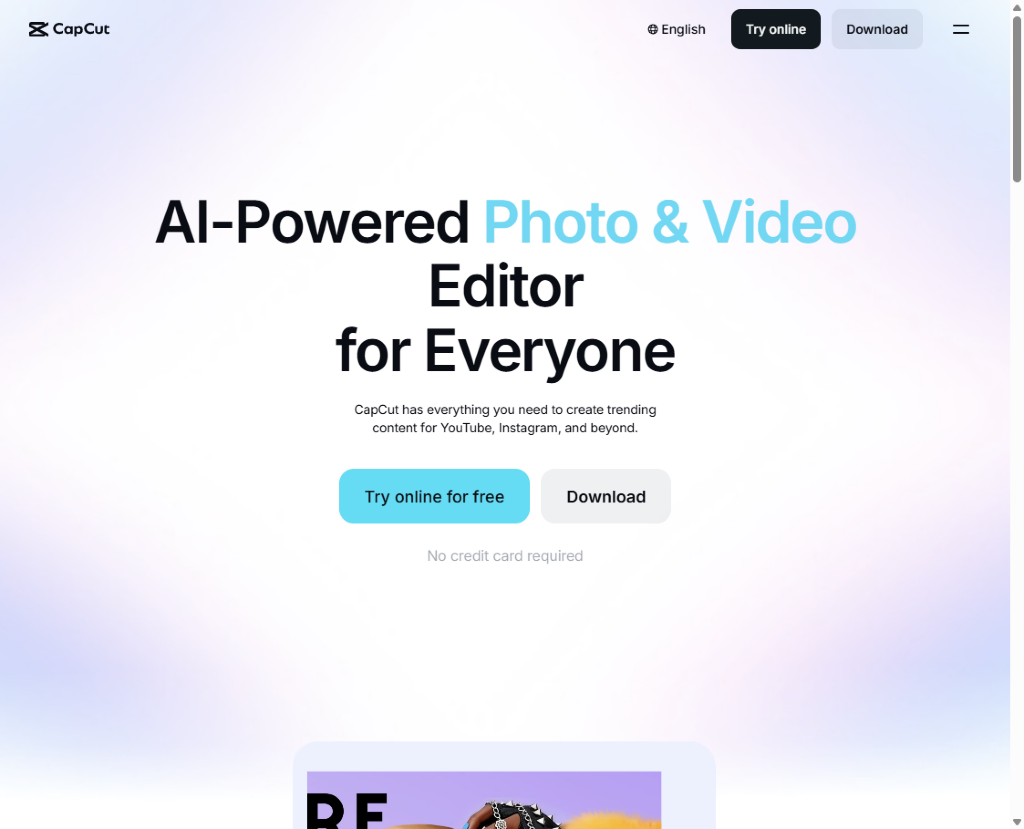 CapCut
English
Try online
Download
AI-Powered Photo & Video
Editor
for Everyone
CapCut has everything you need to create trending
content for YouTube, Instagram, and beyond.
Try online for free
Download
No credit card required
RE